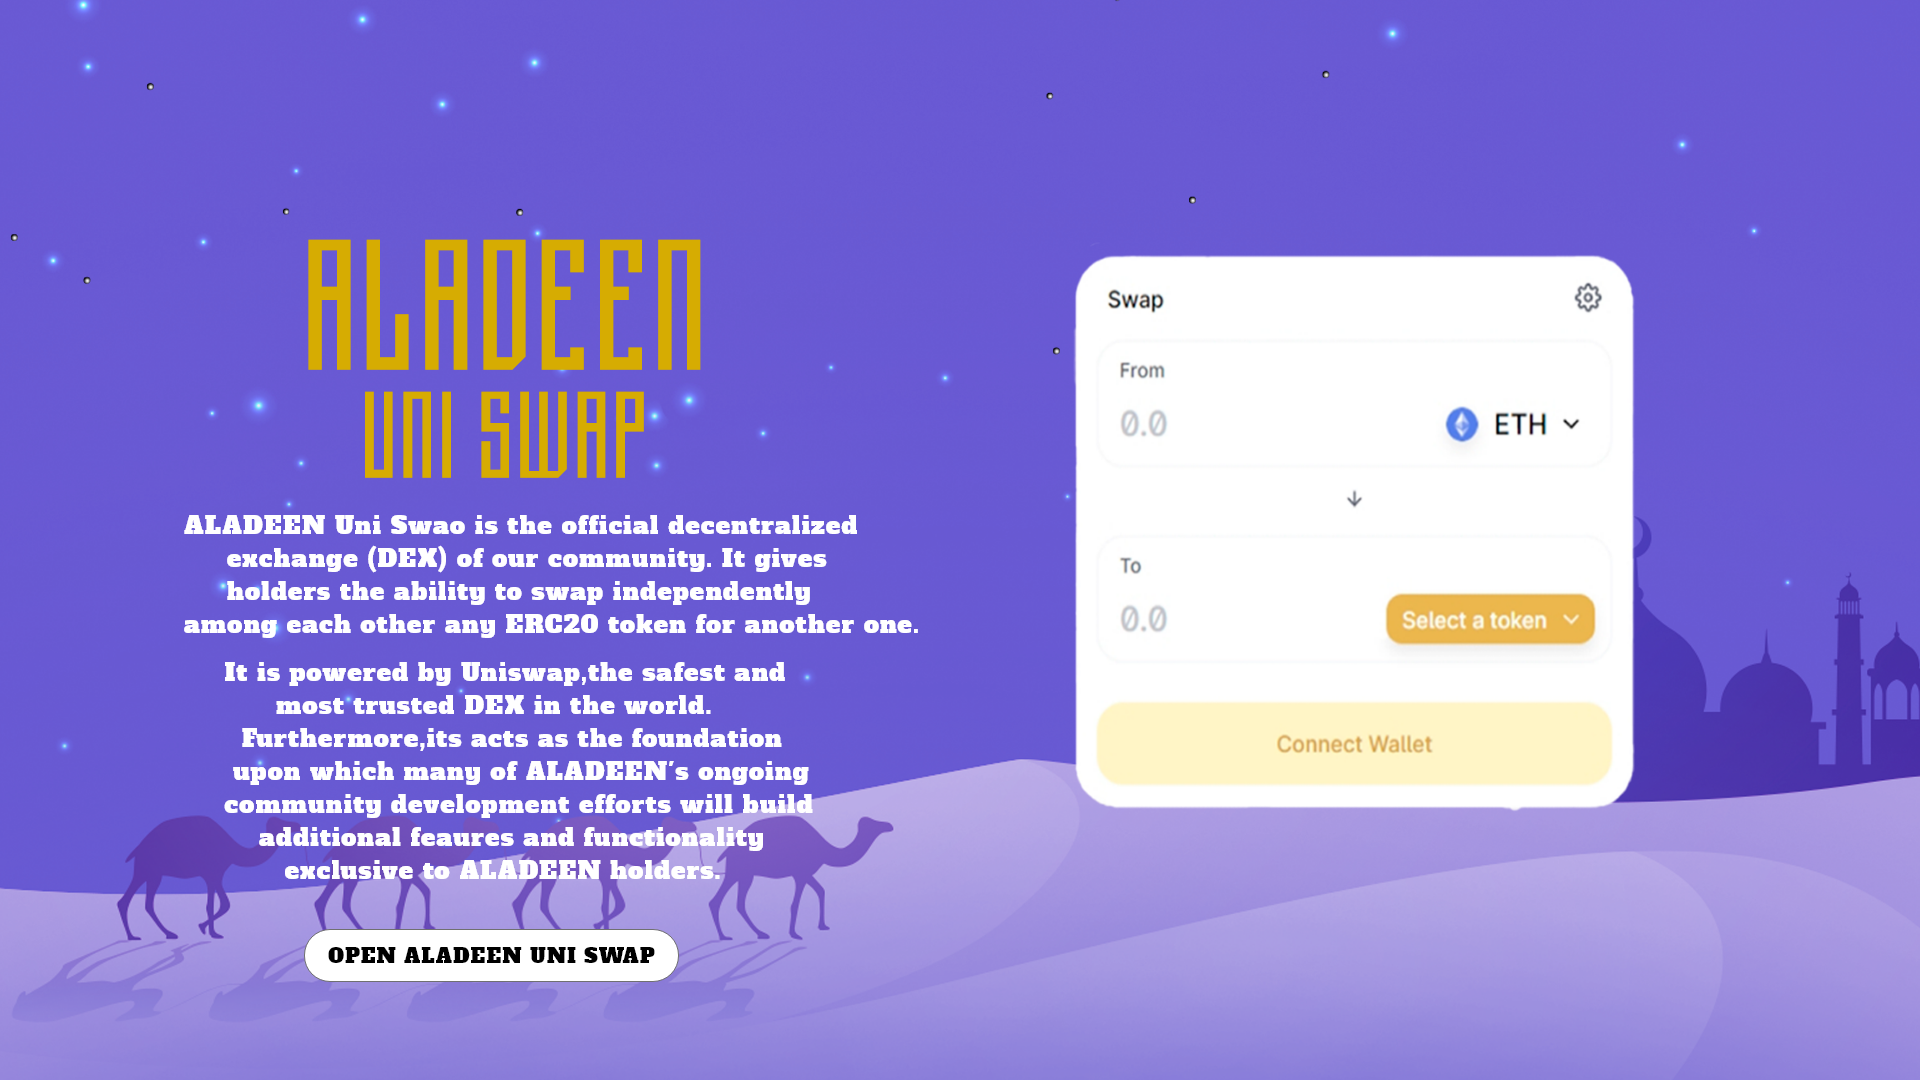 ALADEEN
UNI SWAP
ALADEEN Uni Swao is the official decentralized
exchange (DEX) of our community. It gives
holders the ability to swap independently
among each other any ERC20 token for another one.
It is powered by Uniswap,the safest and
most trusted DEX in the world.
Furthermore,its acts as the foundation
upon which many of ALADEEN's ongoing
community development efforts will build
additional feaures and functionality
exclusive to ALADEEN holders.
OPEN ALADEEN UNI SWAP
Swap
From
0.0
ETH
To
0.0
Select a token
Connect Wallet